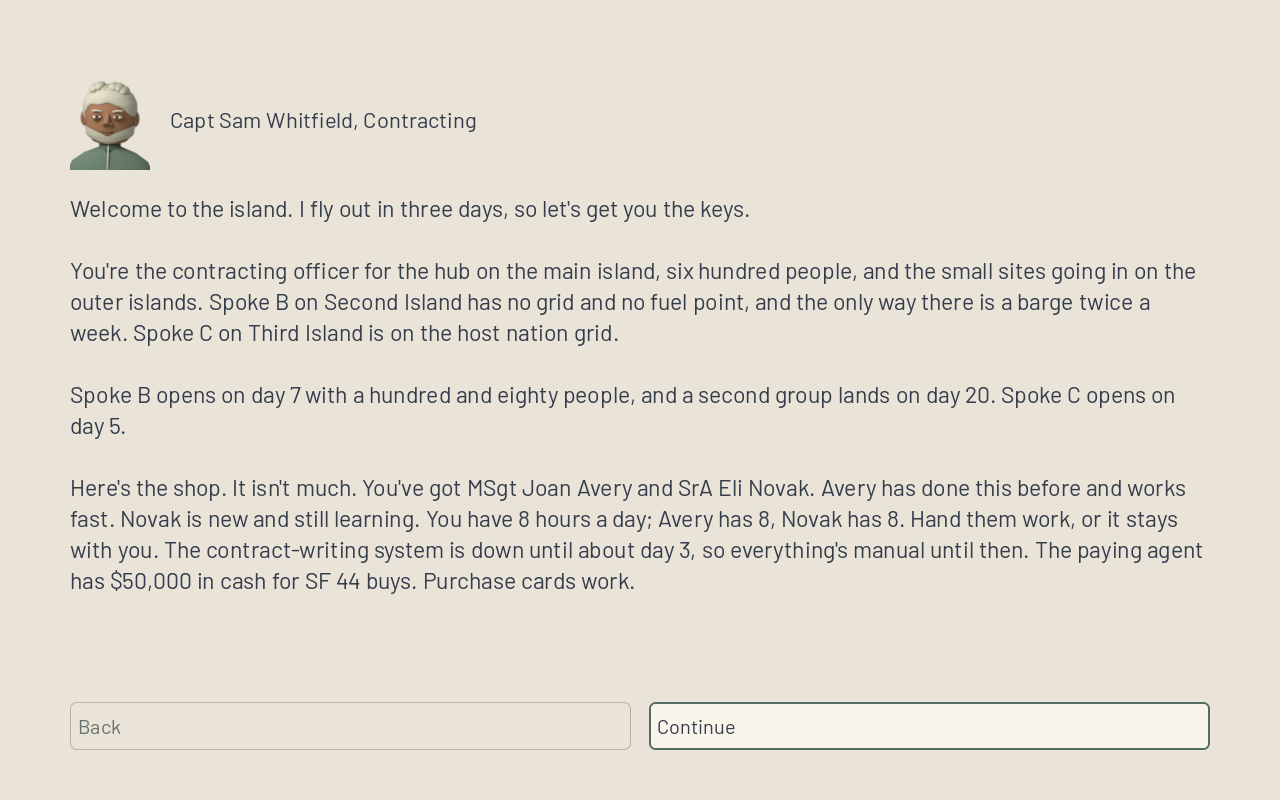 Capt Sam Whitfield, Contracting
Welcome to the island. I fly out in three days, so let's get you the keys.
You're the contracting officer for the hub on the main island, six hundred people, and the small sites going in on the
outer islands. Spoke B on Second Island has no grid and no fuel point, and the only way there is a barge twice a
week. Spoke C on Third Island is on the host nation grid.
Spoke B opens on day 7 with a hundred and eighty people, and a second group lands on day 20. Spoke C opens on
day 5.
Here's the shop. It isn't much. You've got MSgt Joan Avery and SrA Eli Novak. Avery has done this before and works
fast. Novak is new and still learning. You have 8 hours a day; Avery has 8, Novak has 8. Hand them work, or it stays
with you. The contract-writing system is down until about day 3, so everything's manual until then. The paying agent
has $50,000 in cash for SF 44 buys. Purchase cards work.
Back
Continue